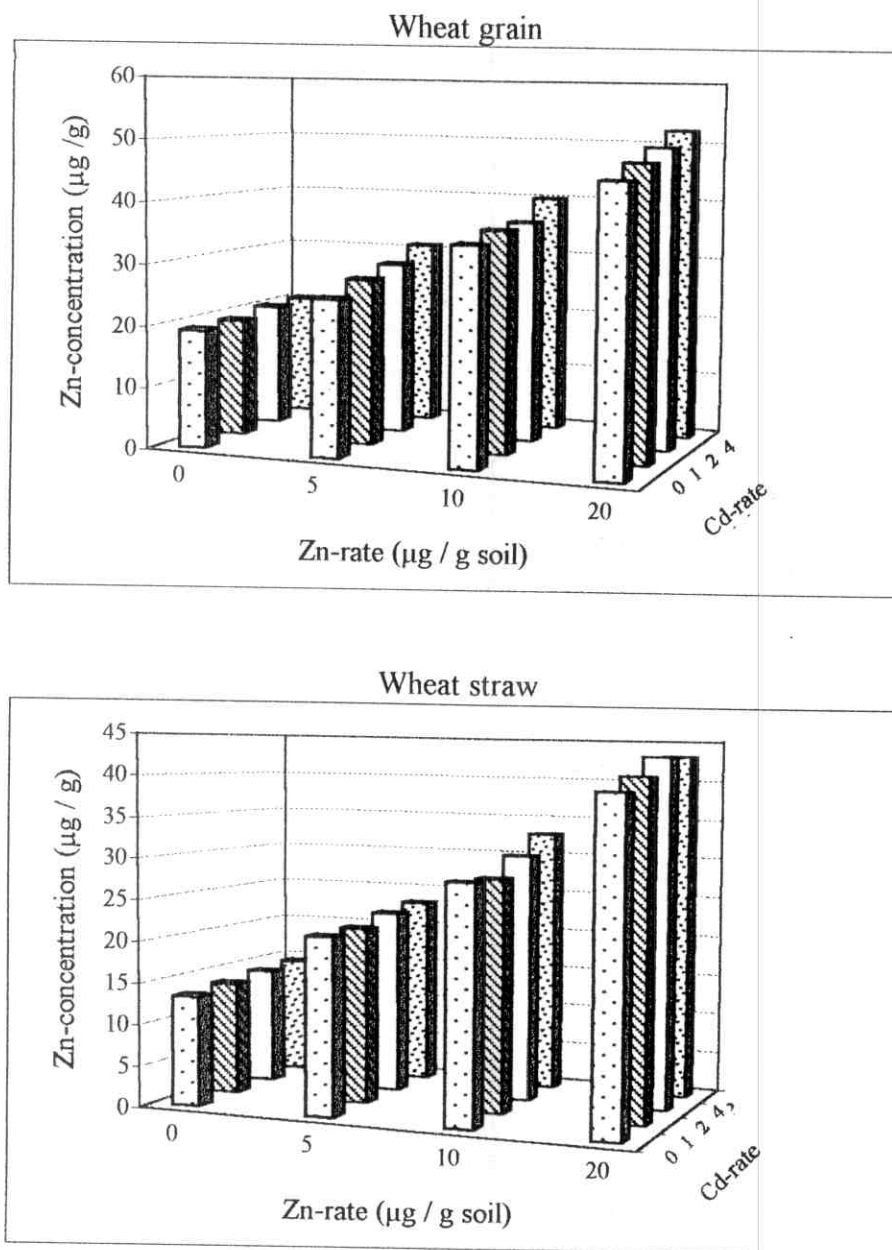 Wheat grain
Zn-concentration (µg /g)
60
50
40
30
20
10
0
0
5
10
20
0 1 2 4
Cd-rate
Zn-rate (µg / g soil)
Wheat straw
Zn-concentration (µg / g)
45
40
35
30
25
20
15
10
5
0
0
5
10
20
0 1 2 4,
Cd-rate
Zn-rate (µg / g soil)